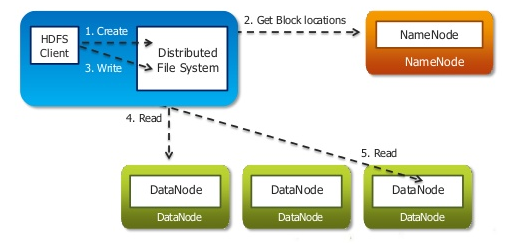 HDFS
Client
1. Create
3. Write
Distributed
File System
2. Get Block locations
NameNode
NameNode
4. Read
5. Read
DataNode
DataNode
DataNode
DataNode
DataNode
DataNode